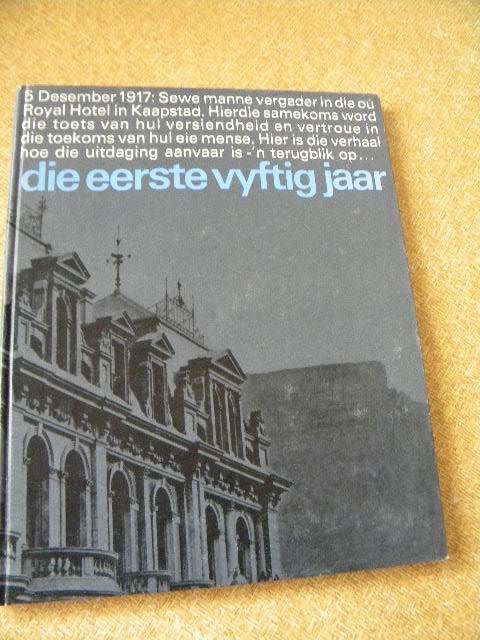 5 Desember 1917: Sewe manne vergader in die ou
Royal Hotel in Kaapstad. Hierdie samekoms word
die toets van hul versiendheid en vertroue in
die toekoms van hul eie mense. Hier is die verhaal
hoe die uitdaging aanvaar is -'n terugblik op...
die eerste vyftig jaar